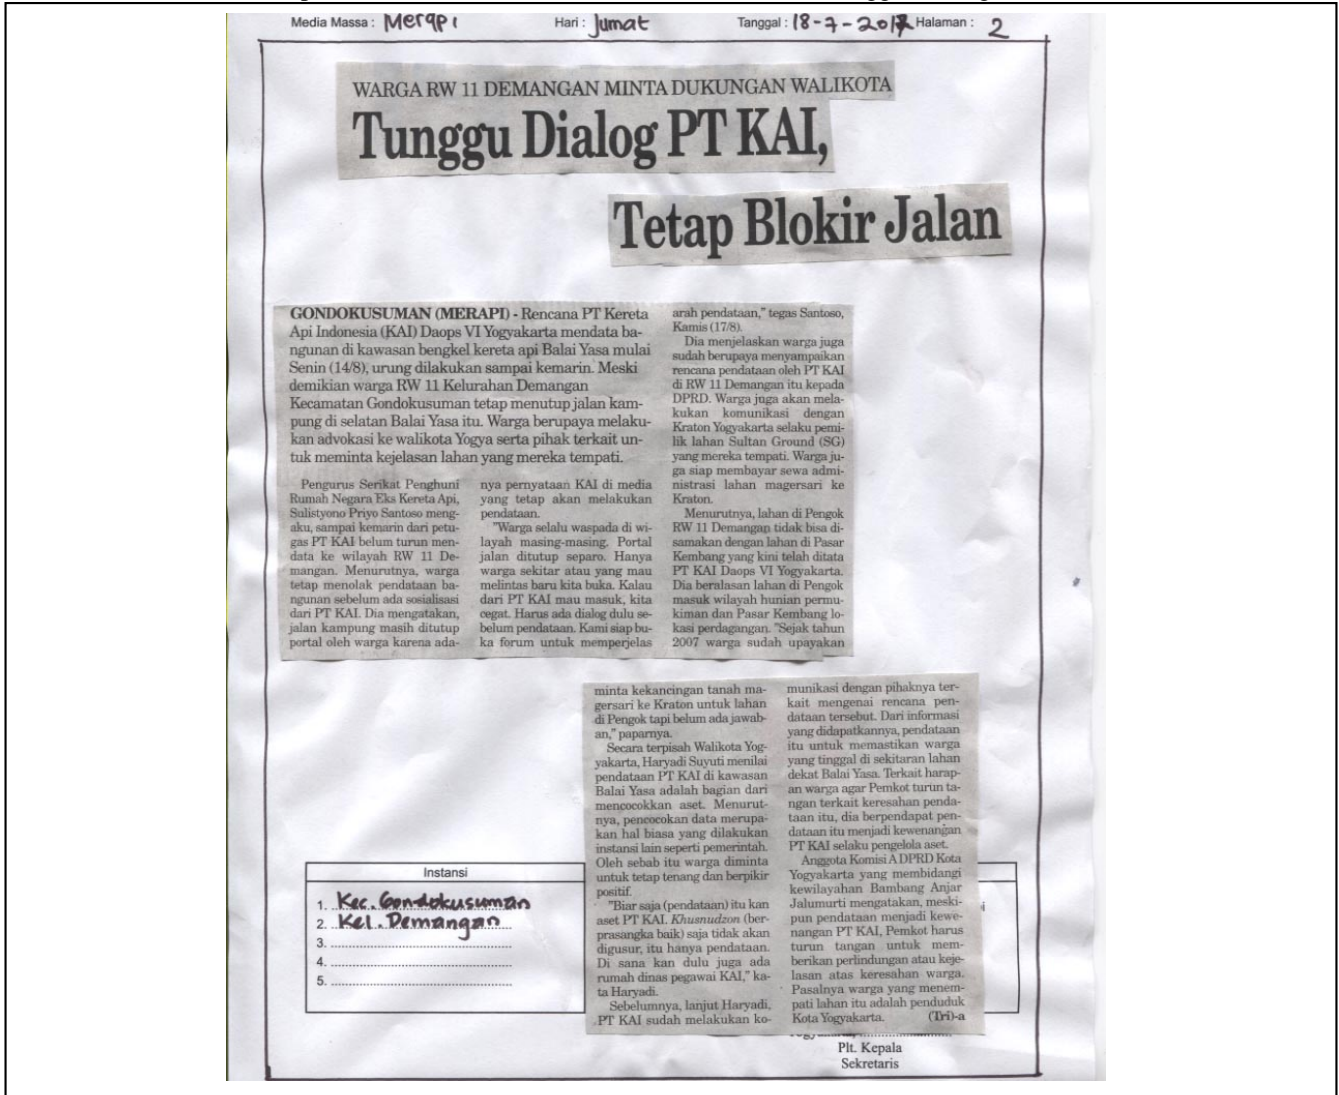 Media Massa : Merapi Hari : Jumat Tanggal : 18-7-2017 Halaman : 2
WARGA RW 11 DEMANGAN MINTA DUKUNGAN WALIKOTA
Tunggu Dialog PT KAI,
Tetap Blokir Jalan
GONDOKUSUMAN (MERAPI) - Rencana PT Kereta
Api Indonesia (KAI) Daops VI Yogyakarta mendata ba-
ngunan di kawasan bengkel kereta api Balai Yasa mulai
Senin (14/8), urung dilakukan sampai kemarin. Meski
demikian warga RW 11 Kelurahan Demangan
Kecamatan Gondokusuman tetap menutup jalan kam-
pung di selatan Balai Yasa itu. Warga berupaya melaku-
kan advokasi ke walikota Yogya serta pihak terkait un-
tuk meminta kejelasan lahan yang mereka tempati.
Pengurus Serikat Penghuni
Rumah Negara Eks Kereta Api,
Sulistyono Priyo Santoso meng-
aku, sampai kemarin dari petu-
gas PT KAI belum turun men-
data ke wilayah RW 11 De-
mangan. Menurutnya, warga
tetap menolak pendataan ba-
ngunan sebelum ada sosialisasi
dari PT KAI. Dia mengatakan,
jalan kampung masih ditutup
portal oleh warga karena ada-
nya pernyataan KAI di media
yang tetap akan melakukan
pendataan.
"Warga selalu waspada di wi-
layah masing-masing. Portal
jalan ditutup separo. Hanya
warga sekitar atau yang mau
melintas baru kita buka. Kalau
dari PT KAI mau masuk, kita
cegat. Harus ada dialog dulu se-
belum pendataan. Kami siap bu-
ka forum untuk memperjelas
arah pendataan," tegas Santoso,
Kamis (17/8).
Dia menjelaskan warga juga
sudah berupaya menyampaikan
rencana pendataan oleh PT KAI
di RW 11 Demangan itu kepada
DPRD. Warga juga akan mela-
kukan komunikasi dengan
Kraton Yogyakarta selaku pemi-
lik lahan Sultan Ground (SG)
yang mereka tempati. Warga ju-
ga siap membayar sewa admi-
nistrasi lahan magersari ke
Kraton.
Menurutnya, lahan di Pengok
RW 11 Demangan tidak bisa di-
samakan dengan lahan di Pasar
Kembang yang kini telah ditata
PT KAI Daops VI Yogyakarta.
Dia beralasan lahan di Pengok
masuk wilayah hunian permu-
kiman dan Pasar Kembang lo-
kasi perdagangan. "Sejak tahun
2007 warga sudah upayakan
minta kekancingan tanah ma-
gersari ke Kraton untuk lahan
di Pengok tapi belum ada jawab-
an," paparnya.
Secara terpisah Walikota Yog-
yakarta, Haryadi Suyuti menilai
pendataan PT KAI di kawasan
Balai Yasa adalah bagian dari
mencocokkan aset. Menurut-
nya, pencocokan data merupa-
kan hal biasa yang dilakukan
instansi lain seperti pemerintah.
Oleh sebab itu warga diminta
untuk tetap tenang dan berpikir
positif.
"Biar saja (pendataan) itu kan
aset PT KAI. Khusnudzon (ber-
prasangka baik) saja tidak akan
digusur, itu hanya pendataan.
Di sana kan dulu juga ada
rumah dinas pegawai KAI," ka-
ta Haryadi.
Sebelumnya, lanjut Haryadi,
PT KAI sudah melakukan ko-
munikasi dengan pihaknya ter-
kait mengenai rencana pen-
dataan tersebut. Dari informasi
yang didapatkannya, pendataan
itu untuk memastikan warga
yang tinggal di sekitaran lahan
dekat Balai Yasa. Terkait harap-
an warga agar Pemkot turun ta-
ngan terkait keresahan penda-
taan itu, dia berpendapat pen-
dataan itu menjadi kewenangan
PT KAI selaku pengelola aset.
Anggota Komisi A DPRD Kota
Yogyakarta yang membidangi
kewilayahan Bambang Anjar
Jalumurti mengatakan, meski-
pun pendataan menjadi kewe-
nangan PT KAI, Pemkot harus
turun tangan untuk mem-
berikan perlindungan atau keje-
lasan atas keresahan warga.
Pasalnya warga yang menem-
pati lahan itu adalah penduduk
Kota Yogyakarta. (Tri)-a
Instansi
1. Kec. Gondokusuman
2. Kel. Demangan
3.
4.
5.
Plt. Kepala
Sekretaris